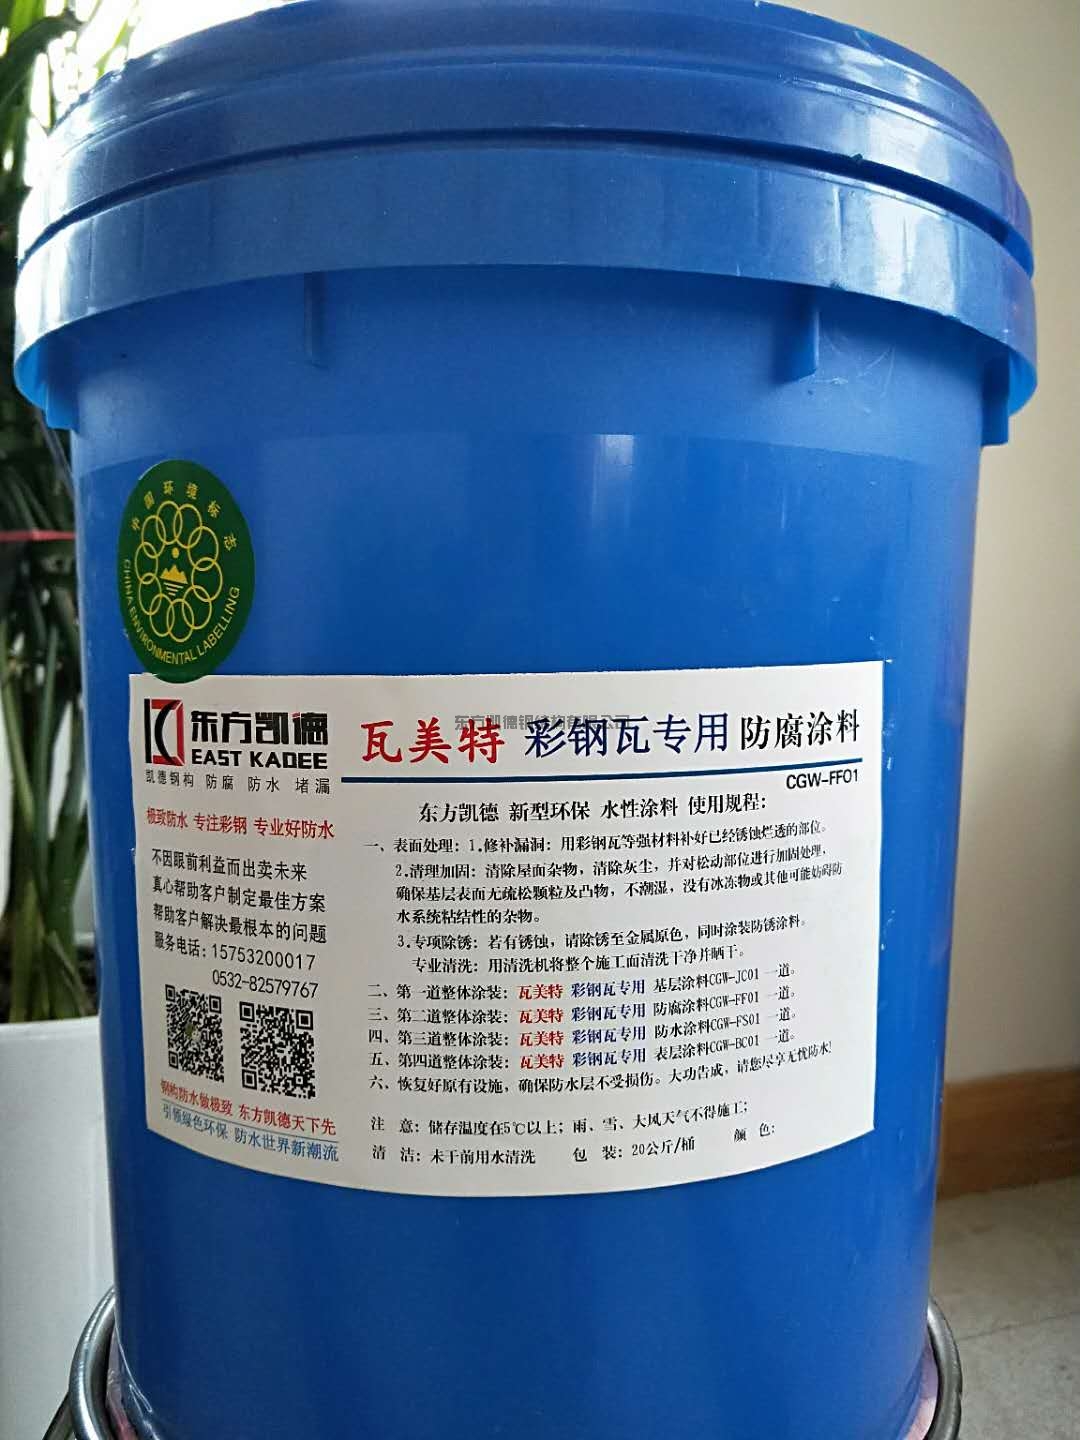 中国环境标志
CHINA ENVIRONMENTAL LABELLING
东方凯德
EAST KADEE
凯德钢构 防腐 防水 堵漏
极致防水 专注彩钢 专业好防水
不因眼前利益而出卖未来
真心帮助客户制定最佳方案
帮助客户解决最根本的问题
服务电话:15753200017
0532-82579767
钢构防水做极致 东方凯德天下先
引领绿色环保 防水世界新潮流
东方凯德钢结构有限公司
瓦美特 彩钢瓦专用 防腐涂料
CGW-FF01
东方凯德 新型环保 水性涂料 使用规程:
一、表面处理:1.修补漏洞:用彩钢瓦等强材料补好已经锈蚀烂透的部位。
2.清理加固:清除屋面杂物,清除灰尘,并对松动部位进行加固处理,
确保基层表面无疏松颗粒及凸物,不潮湿,没有冰冻物或其他可能妨碍防
水系统粘结性的杂物。
3.专项除锈:若有锈蚀,请除锈至金属原色,同时涂装防锈涂料。
专业清洗:用清洗机将整个施工面清洗干净并晒干。
二、第一道整体涂装:瓦美特 彩钢瓦专用 基层涂料CGW-JC01 一道。
三、第二道整体涂装:瓦美特 彩钢瓦专用 防腐涂料CGW-FF01 一道。
四、第三道整体涂装:瓦美特 彩钢瓦专用 防水涂料CGW-FS01 一道。
五、第四道整体涂装:瓦美特 彩钢瓦专用 表层涂料CGW-BC01 一道。
六、恢复好原有设施,确保防水层不受损伤。大功告成,请您尽享无忧防水!
注 意:储存温度在5℃以上;雨、雪、大风天气不得施工;
清 洁:未干前用水清洗 包 装:20公斤/桶 颜 色: